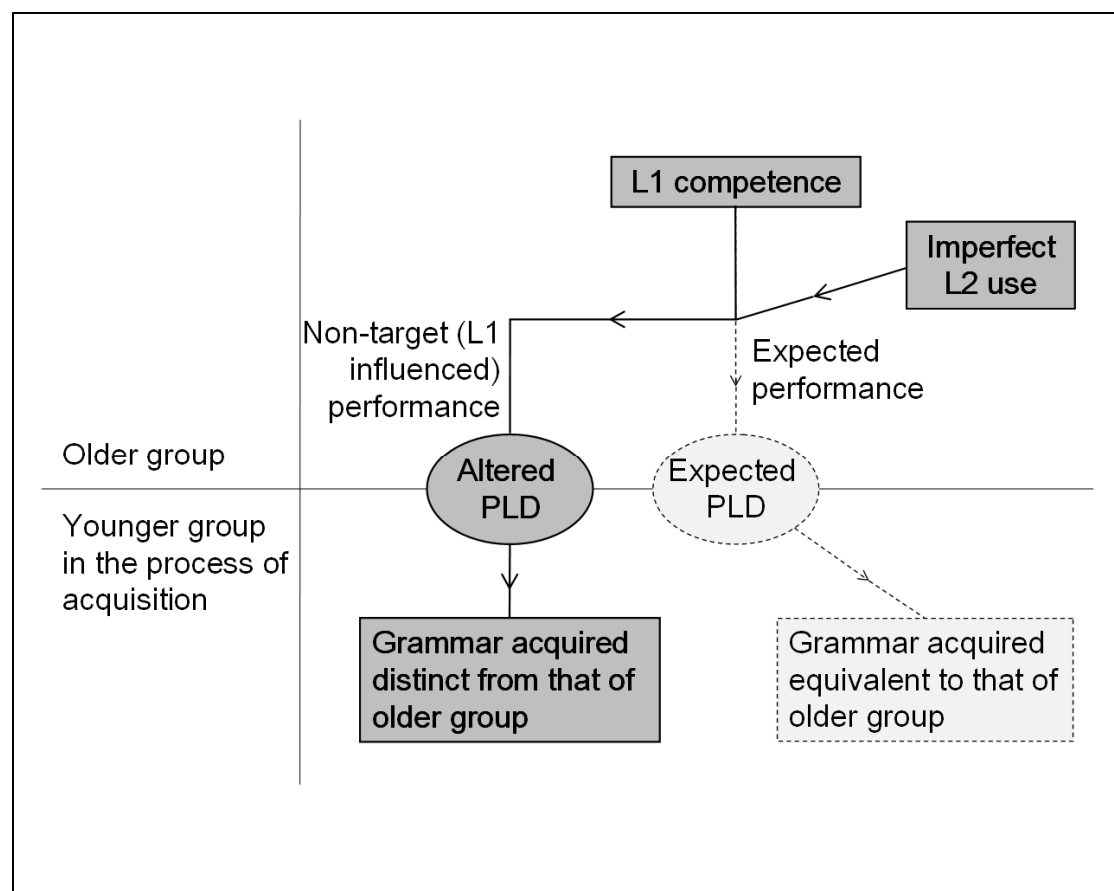 L1 competence
Imperfect
L2 use
Non-target (L1
influenced)
performance
Expected
performance
Older group
Altered
PLD
Expected
PLD
Younger group
in the process of
acquisition
Grammar acquired
distinct from that of
older group
Grammar acquired
equivalent to that of
older group